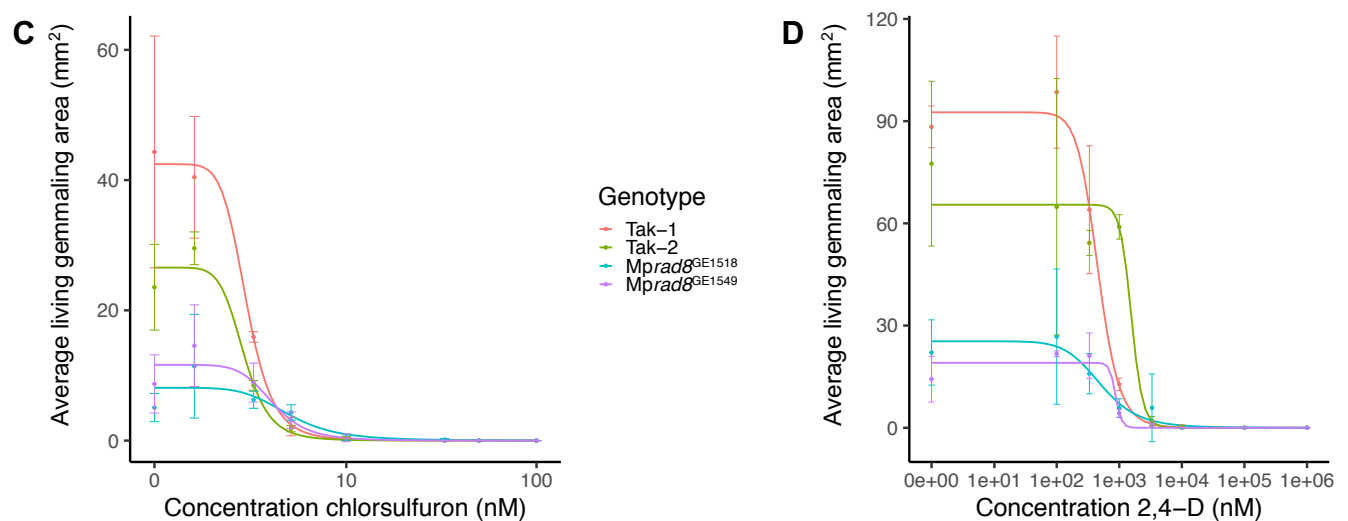 C
Average living gemmaling area (mm²)
60
40
20
0
0
10
100
Concentration chlorsulfuron (nM)
Genotype
Tak−1
Tak−2
Mprad8GE1518
Mprad8GE1549
D
Average living gemmaling area (mm²)
120
90
60
30
0
0e+00 1e+01 1e+02 1e+03 1e+04 1e+05 1e+06
Concentration 2,4−D (nM)